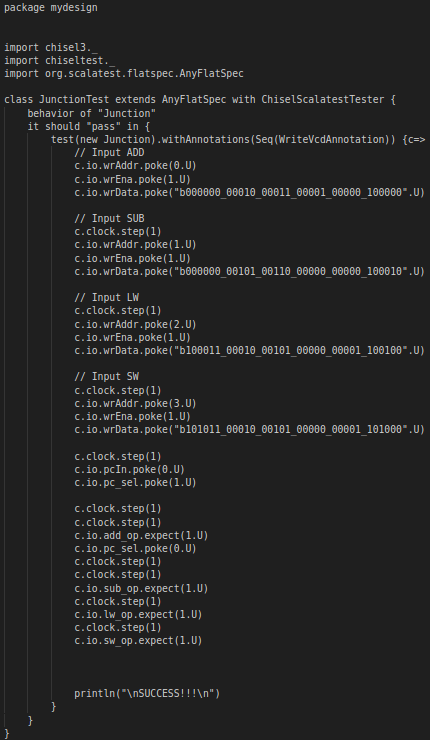 package mydesign
import chisel3._
import chiseltest._
import org.scalatest.flatspec.AnyFlatSpec
class JunctionTest extends AnyFlatSpec with ChiselScalatestTester {
behavior of "Junction"
it should "pass" in {
test(new Junction).withAnnotations(Seq(WriteVcdAnnotation)) {c=>
// Input ADD
c.io.wrAddr.poke(0.U)
c.io.wrEna.poke(1.U)
c.io.wrData.poke("b000000_00010_00011_00001_00000_100000".U)
// Input SUB
c.clock.step(1)
c.io.wrAddr.poke(1.U)
c.io.wrEna.poke(1.U)
c.io.wrData.poke("b000000_00101_00110_00000_00000_100010".U)
// Input LW
c.clock.step(1)
c.io.wrAddr.poke(2.U)
c.io.wrEna.poke(1.U)
c.io.wrData.poke("b100011_00010_00101_00000_00001_100100".U)
// Input SW
c.clock.step(1)
c.io.wrAddr.poke(3.U)
c.io.wrEna.poke(1.U)
c.io.wrData.poke("b101011_00010_00101_00000_00001_101000".U)
c.clock.step(1)
c.io.pcIn.poke(0.U)
c.io.pc_sel.poke(1.U)
c.clock.step(1)
c.clock.step(1)
c.io.add_op.expect(1.U)
c.io.pc_sel.poke(0.U)
c.clock.step(1)
c.clock.step(1)
c.io.sub_op.expect(1.U)
c.clock.step(1)
c.io.lw_op.expect(1.U)
c.clock.step(1)
c.io.sw_op.expect(1.U)
println("\nSUCCESS!!!\n")
}
}
}